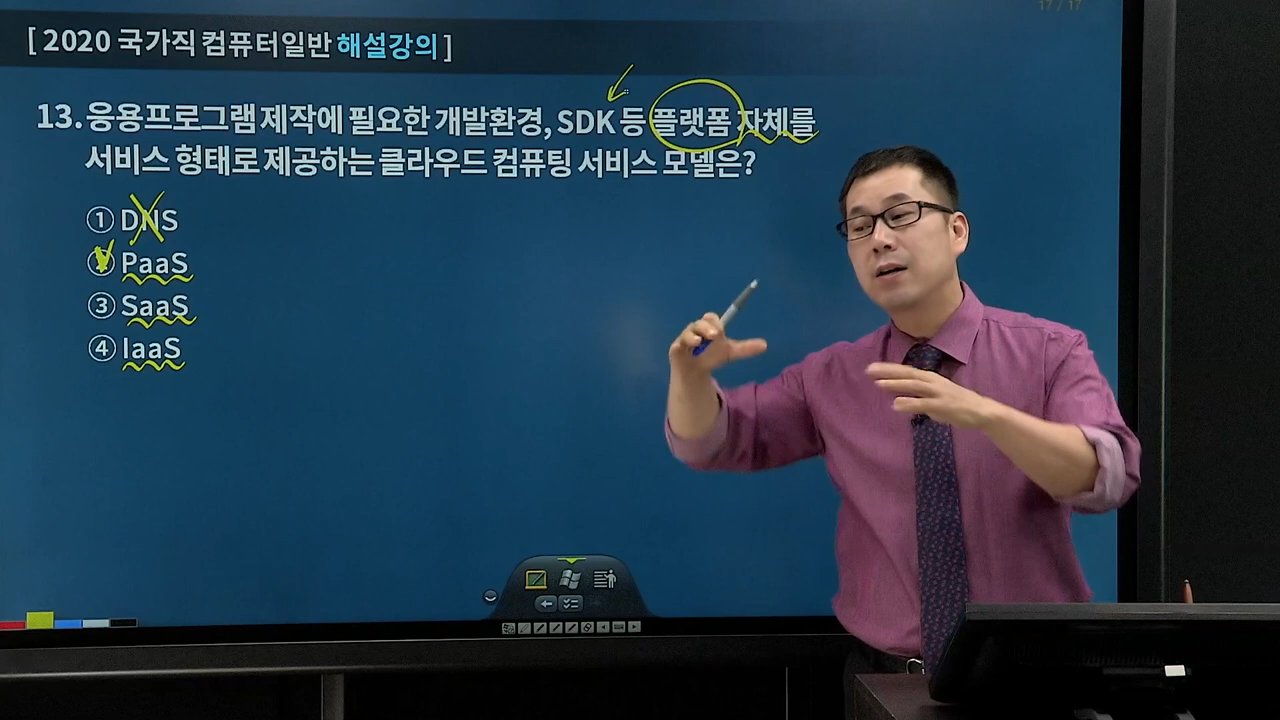 17 / 17
[ 2020 국가직 컴퓨터일반 해설강의 ]
13. 응용프로그램 제작에 필요한 개발환경, SDK 등 플랫폼 자체를
서비스 형태로 제공하는 클라우드 컴퓨팅 서비스 모델은?
① DNS
② PaaS
③ SaaS
④ IaaS